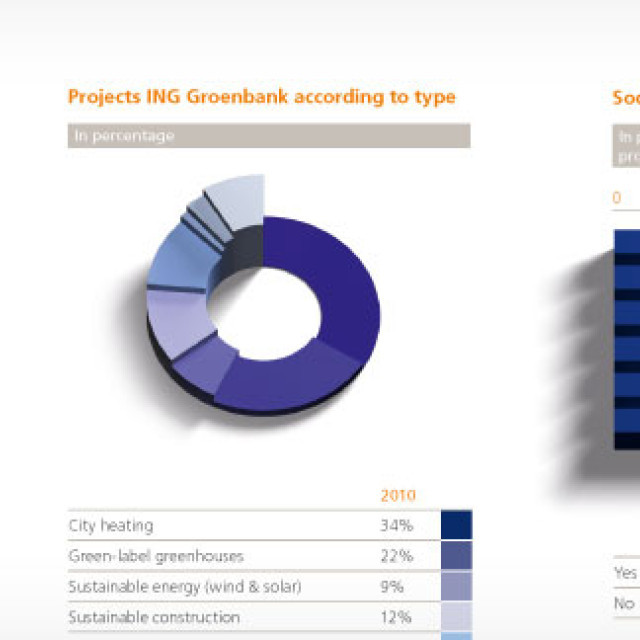 Projects ING Groenbank according to type
In percentage
2010
City heating 34%
Green-label greenhouses 22%
Sustainable energy (wind & solar) 9%
Sustainable construction 12%
Soc
In p
pro
0
Yes
No